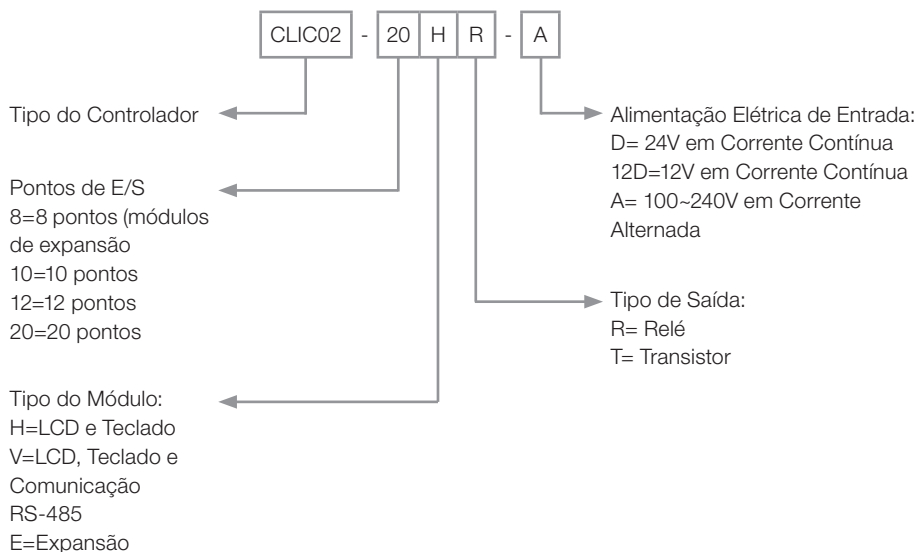 CLIC02 - 20 H R - A
Tipo do Controlador
Pontos de E/S
8=8 pontos (módulos
de expansão
10=10 pontos
12=12 pontos
20=20 pontos
Tipo do Módulo:
H=LCD e Teclado
V=LCD, Teclado e
Comunicação
RS-485
E=Expansão
Alimentação Elétrica de Entrada:
D= 24V em Corrente Contínua
12D=12V em Corrente Contínua
A= 100~240V em Corrente
Alternada
Tipo de Saída:
R= Relé
T= Transistor